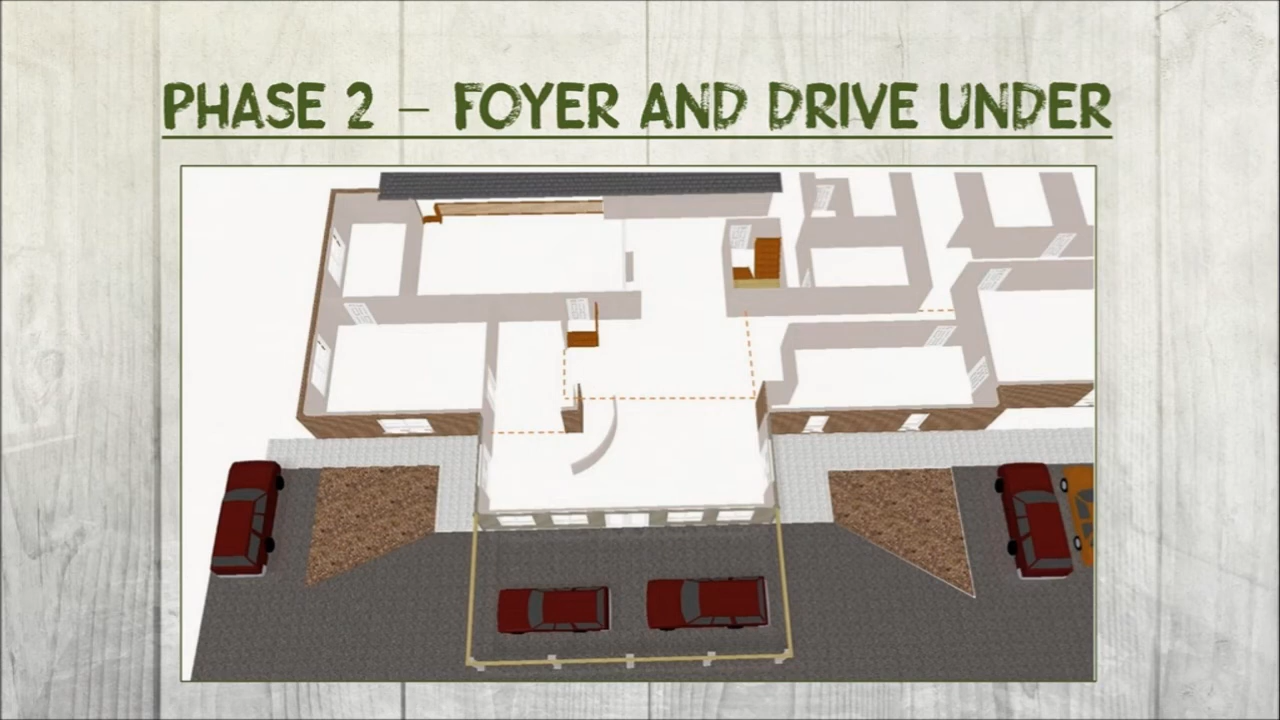 PHASE 2 – FOYER AND DRIVE UNDER